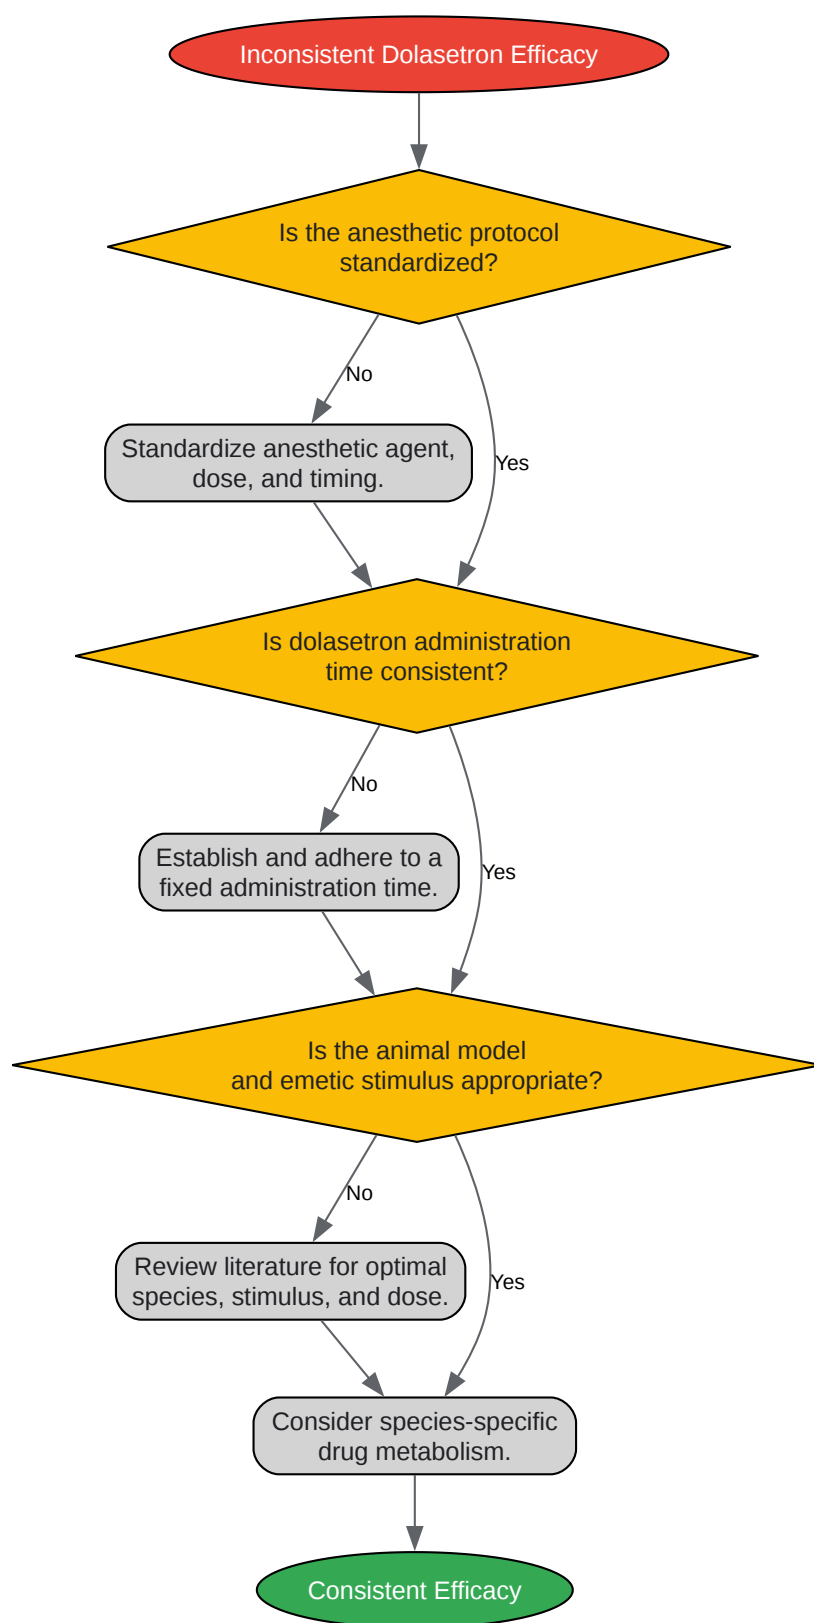 Inconsistent Dolasetron Efficacy
Is the anesthetic protocol
standardized?
No
Standardize anesthetic agent,
dose, and timing.
Yes
Is dolasetron administration
time consistent?
No
Establish and adhere to a
fixed administration time.
Yes
Is the animal model
and emetic stimulus appropriate?
No
Review literature for optimal
species, stimulus, and dose.
Yes
Consider species-specific
drug metabolism.
Consistent Efficacy